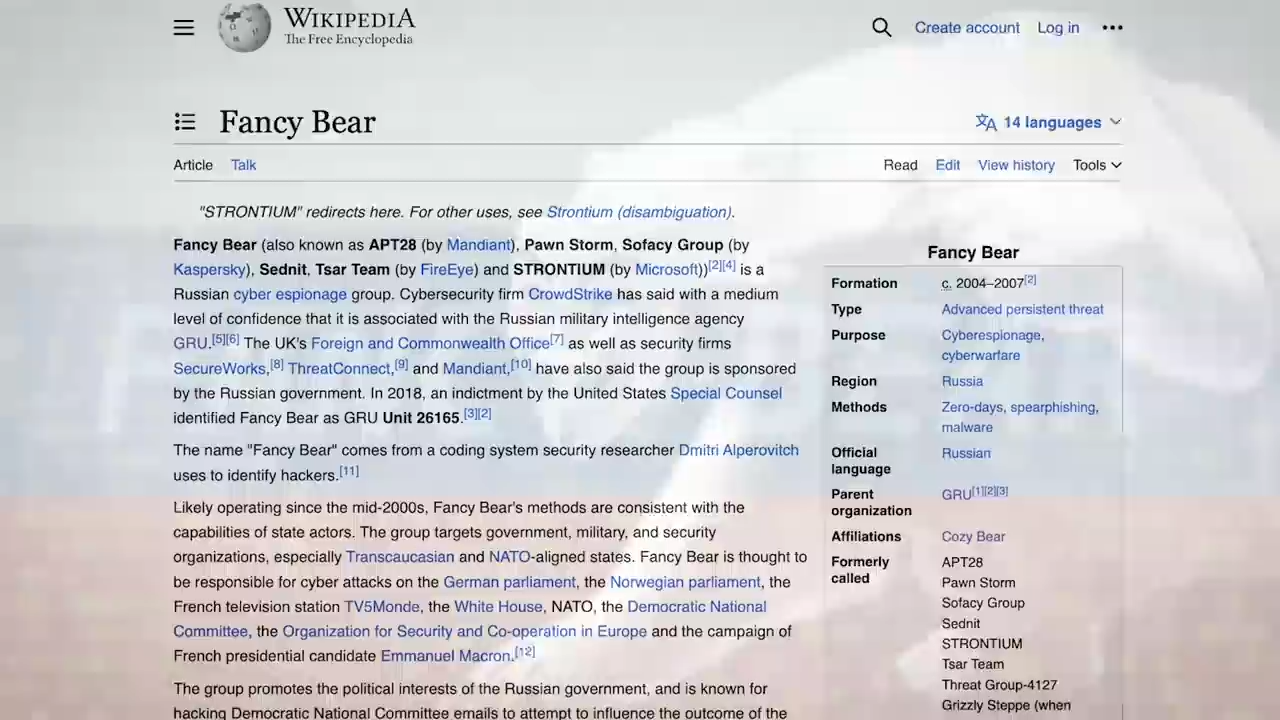 WIKIPEDIA
The Free Encyclopedia
Create account
Log in
Fancy Bear
14 languages
Article
Talk
Read
Edit
View history
Tools
"STRONTIUM" redirects here. For other uses, see Strontium (disambiguation).
Fancy Bear (also known as APT28 (by Mandiant), Pawn Storm, Sofacy Group (by
Kaspersky), Sednit, Tsar Team (by FireEye) and STRONTIUM (by Microsoft))[2][4] is a
Russian cyber espionage group. Cybersecurity firm CrowdStrike has said with a medium
level of confidence that it is associated with the Russian military intelligence agency
GRU.[5][6] The UK's Foreign and Commonwealth Office[7] as well as security firms
SecureWorks,[8] ThreatConnect,[9] and Mandiant,[10] have also said the group is sponsored
by the Russian government. In 2018, an indictment by the United States Special Counsel
identified Fancy Bear as GRU Unit 26165.[3][2]
The name "Fancy Bear" comes from a coding system security researcher Dmitri Alperovitch
uses to identify hackers.[11]
Likely operating since the mid-2000s, Fancy Bear's methods are consistent with the
capabilities of state actors. The group targets government, military, and security
organizations, especially Transcaucasian and NATO-aligned states. Fancy Bear is thought to
be responsible for cyber attacks on the German parliament, the Norwegian parliament, the
French television station TV5Monde, the White House, NATO, the Democratic National
Committee, the Organization for Security and Co-operation in Europe and the campaign of
French presidential candidate Emmanuel Macron.[12]
The group promotes the political interests of the Russian government, and is known for
hacking Democratic National Committee emails to attempt to influence the outcome of the
Fancy Bear
Formation
c. 2004–2007[2]
Type
Advanced persistent threat
Purpose
Cyberespionage,
cyberwarfare
Region
Russia
Methods
Zero-days, spearphishing,
malware
Official
language
Russian
Parent
organization
GRU[1][2][3]
Affiliations
Cozy Bear
Formerly
called
APT28
Pawn Storm
Sofacy Group
Sednit
STRONTIUM
Tsar Team
Threat Group-4127
Grizzly Steppe (when